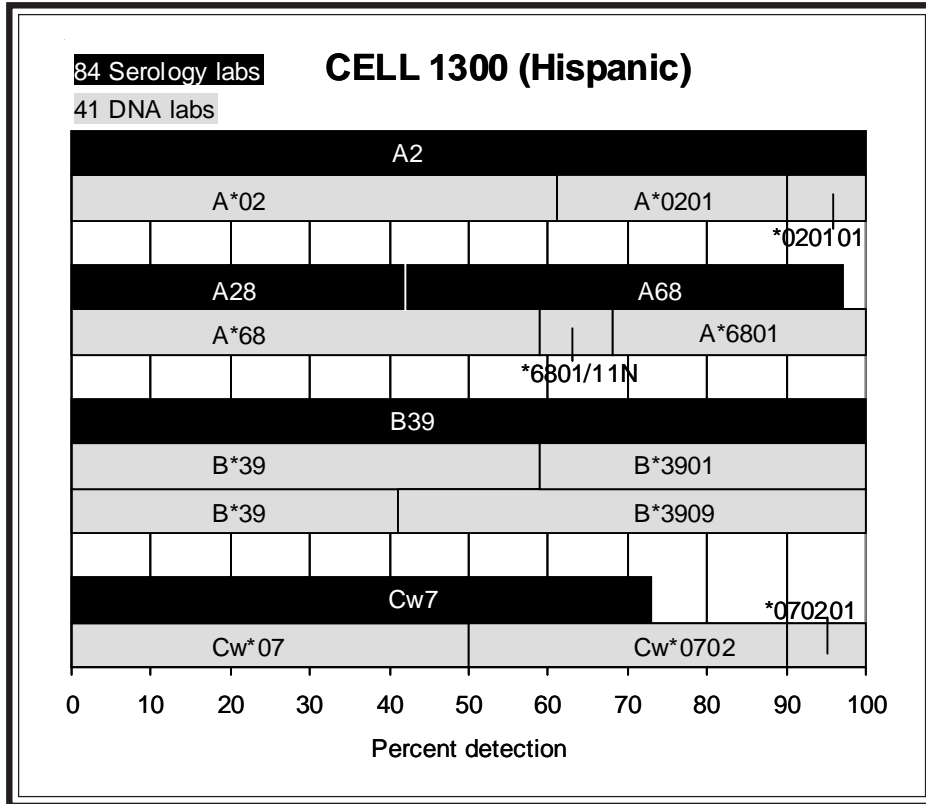 84 Serology labs
CELL 1300 (Hispanic)
41 DNA labs
A2
A*02 A*0201
*020101
A28 A68
A*68 A*6801
*6801/11N
B39
B*39 B*3901
B*39 B*3909
Cw7
*070201
Cw*07 Cw*0702
0 10 20 30 40 50 60 70 80 90 100
Percent detection